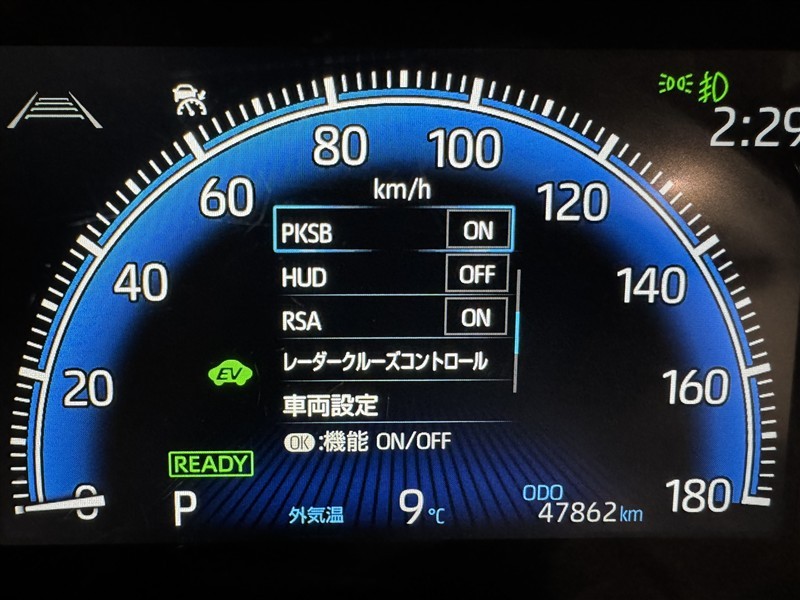 2:29
80
100
km/h
60
120
PKSB ON
40
HUD OFF
140
RSA ON
レーダークルーズコントロール
EV
20
160
車両設定
OK:機能 ON/OFF
READY
0
P
外気温 9℃
ODO
47862km
180